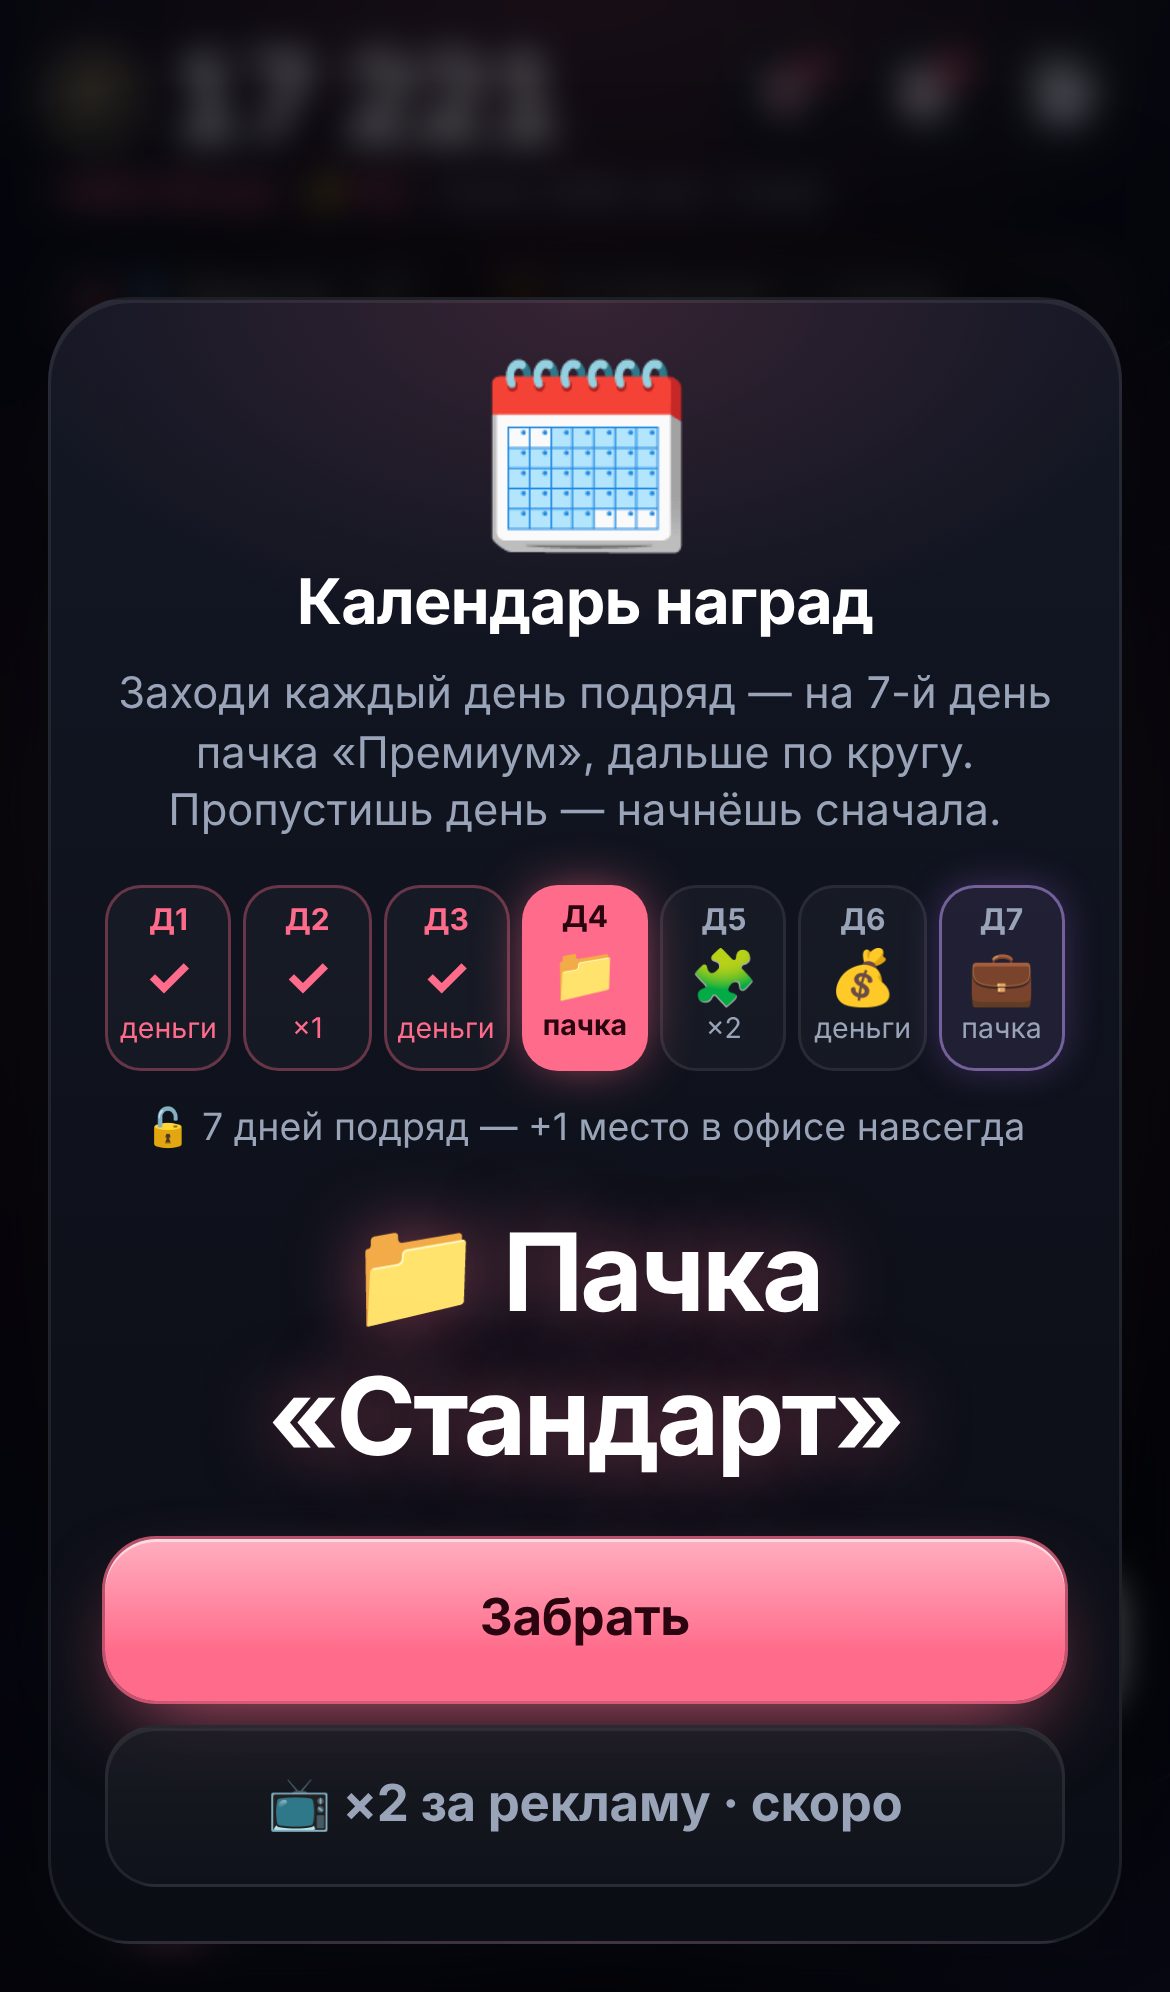 17 221
Календарь наград
Заходи каждый день подряд — на 7-й день
пачка «Премиум», дальше по кругу.
Пропустишь день — начнёшь сначала.
Д1 Д2 Д3 Д4 Д5 Д6 Д7
деньги ×1 деньги пачка ×2 деньги пачка
7 дней подряд — +1 место в офисе навсегда
Пачка
«Стандарт»
Забрать
×2 за рекламу · скоро